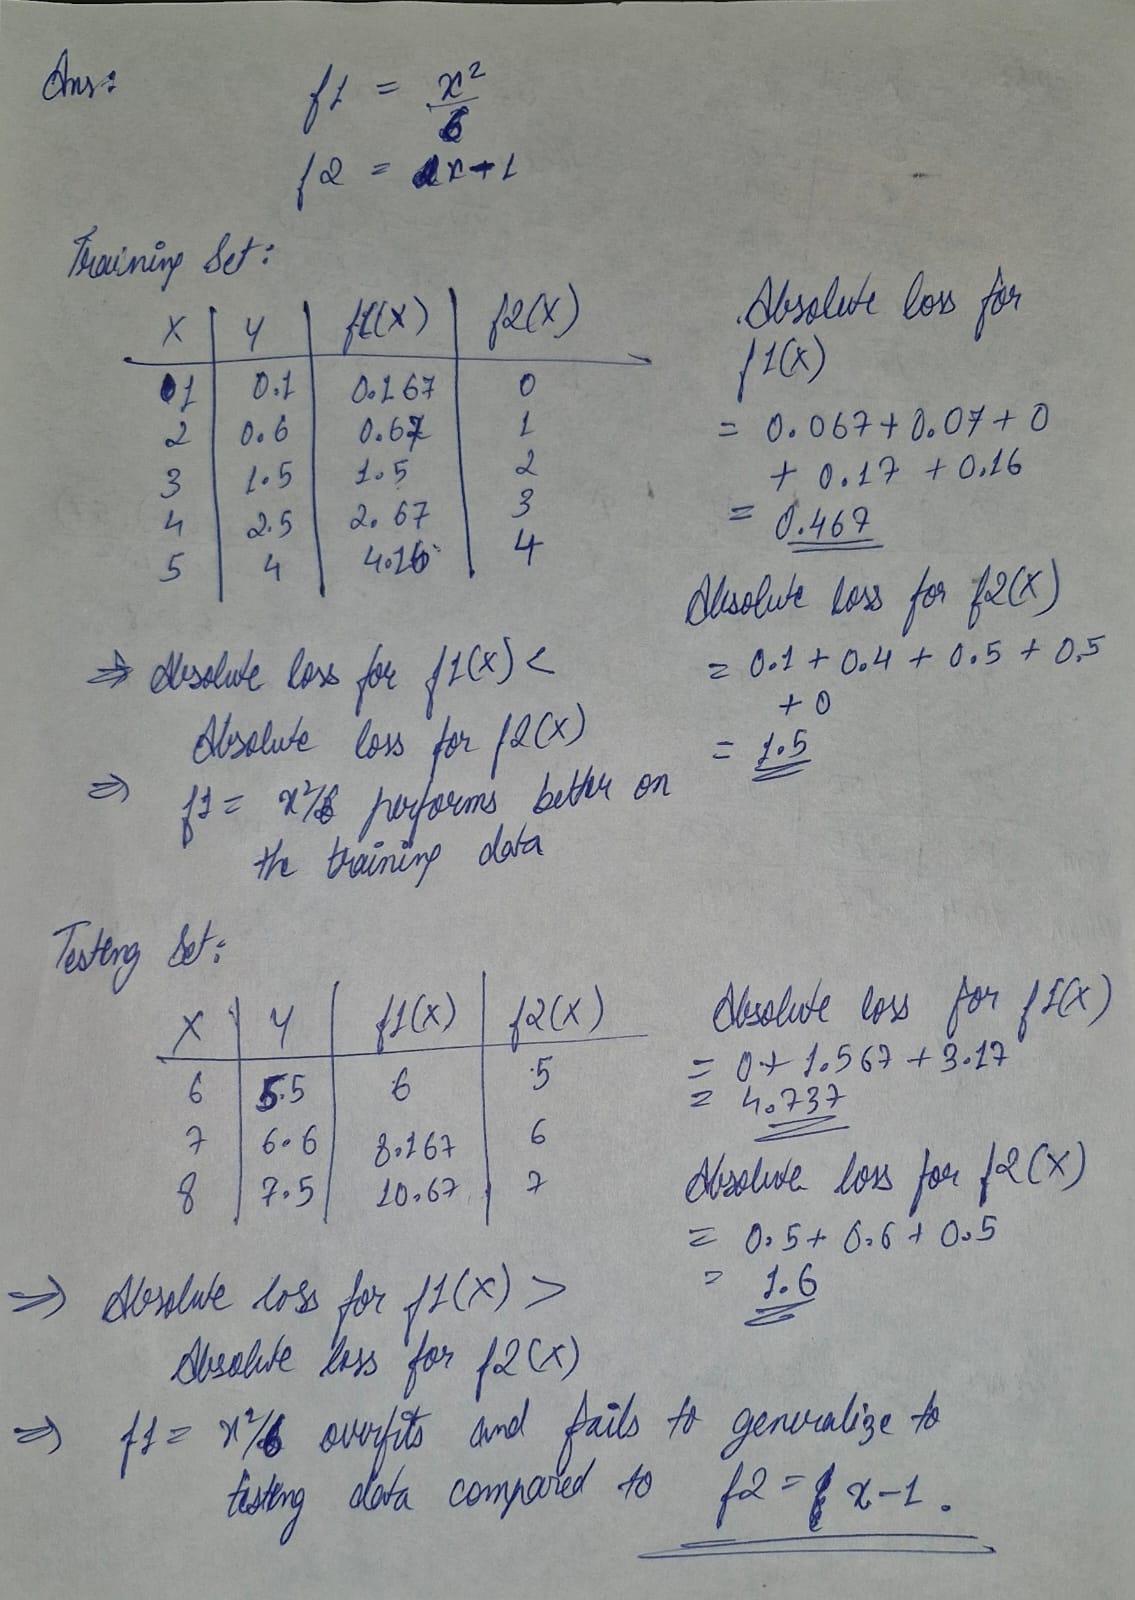 Ans:
f1 = x²/6
f2 = x-1
Training Set:
X | Y | f1(X) | f2(X)
1 | 0.1 | 0.167 | 0
2 | 0.6 | 0.67 | 1
3 | 1.5 | 1.5 | 2
4 | 2.5 | 2.67 | 3
5 | 4 | 4.16 | 4
Absolute loss for
f1(X)
= 0.067 + 0.07 + 0
+ 0.17 + 0.16
= 0.467
Absolute loss for f2(X)
= 0.1 + 0.4 + 0.5 + 0.5
+ 0
= 1.5
⇒ Absolute loss for f1(X) <
Absolute loss for f2(X)
⇒ f1 = x²/6 performs better on
the training data
Testing Set:
X | Y | f1(X) | f2(X)
6 | 5.5 | 6 | 5
7 | 6.6 | 8.167 | 6
8 | 7.5 | 10.67 | 7
Absolute loss for f1(X)
= 0 + 1.567 + 3.17
= 4.737
Absolute loss for f2(X)
= 0.5 + 0.6 + 0.5
= 1.6
⇒ Absolute loss for f1(X) >
Absolute loss for f2(X)
⇒ f1 = x²/6 overfits and fails to generalize to
testing data compared to f2 = x-1.